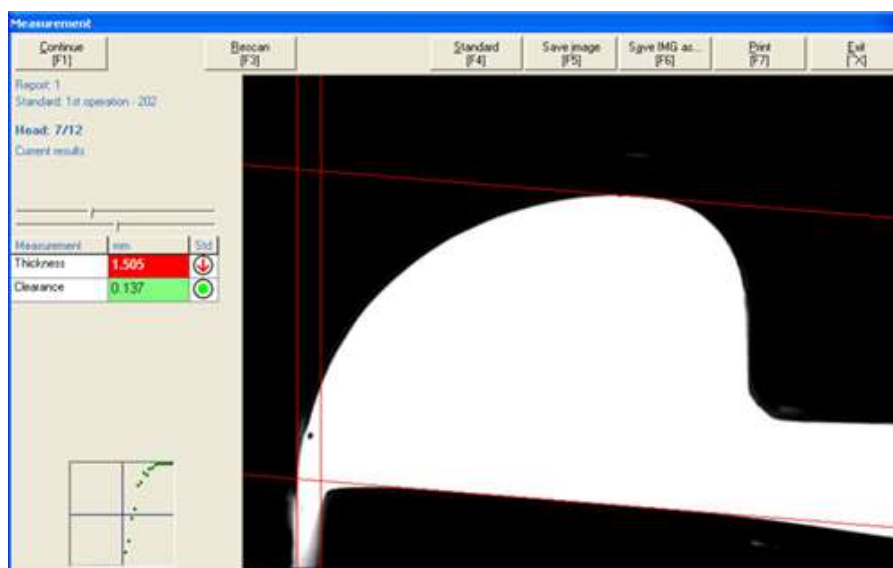 Measurement
Continue
[F1]
Rescan
[F3]
Standard
[F4]
Save image
[F5]
Save IMG as...
[F6]
Print
[F7]
Exit
[^X]
Report: 1
Standard: 1st operation - 202
Head: 7/12
Current results
Measurement mm Std
Thickness 1.505
Clearance 0.137